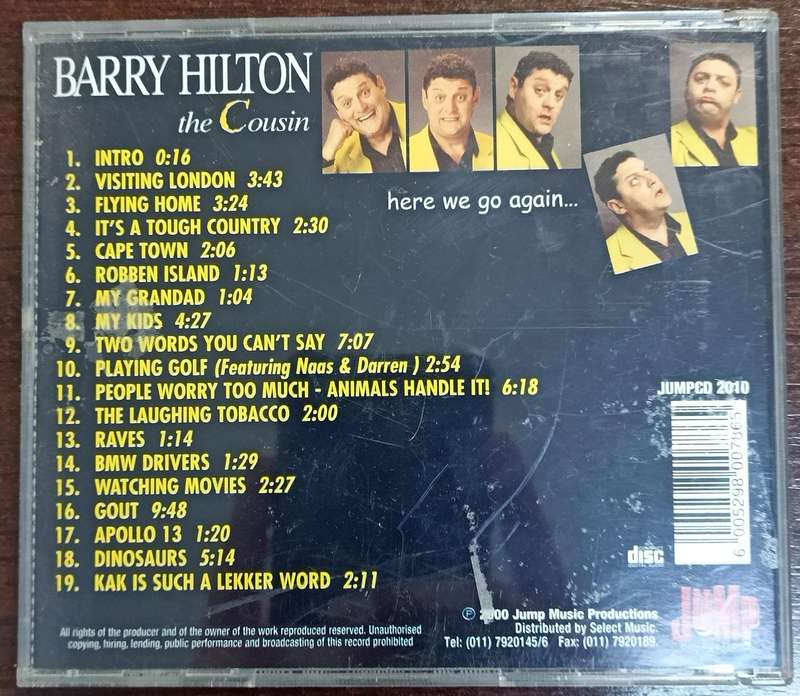 BARRY HILTON
the Cousin
1. INTRO 0:16
2. VISITING LONDON 3:43
3. FLYING HOME 3:24
4. IT'S A TOUGH COUNTRY 2:30
5. CAPE TOWN 2:06
6. ROBBEN ISLAND 1:13
7. MY GRANDAD 1:04
8. MY KIDS 4:27
9. TWO WORDS YOU CAN'T SAY 7:07
10. PLAYING GOLF (Featuring Naas & Darren ) 2:54
11. PEOPLE WORRY TOO MUCH - ANIMALS HANDLE IT! 6:18
12. THE LAUGHING TOBACCO 2:00
13. RAVES 1:14
14. BMW DRIVERS 1:29
15. WATCHING MOVIES 2:27
16. GOUT 9:48
17. APOLLO 13 1:20
18. DINOSAURS 5:14
19. KAK IS SUCH A LEKKER WORD 2:11
here we go again...
JUMPCD 2010
6 005298 007865
disc
DIGITAL AUDIO
℗ 2000 Jump Music Productions
Distributed by Select Music.
Tel: (011) 7920145/6 Fax: (011) 7920189.
JUMP
All rights of the producer and of the owner of the work reproduced reserved. Unauthorised
copying, hiring, lending, public performance and broadcasting of this record prohibited